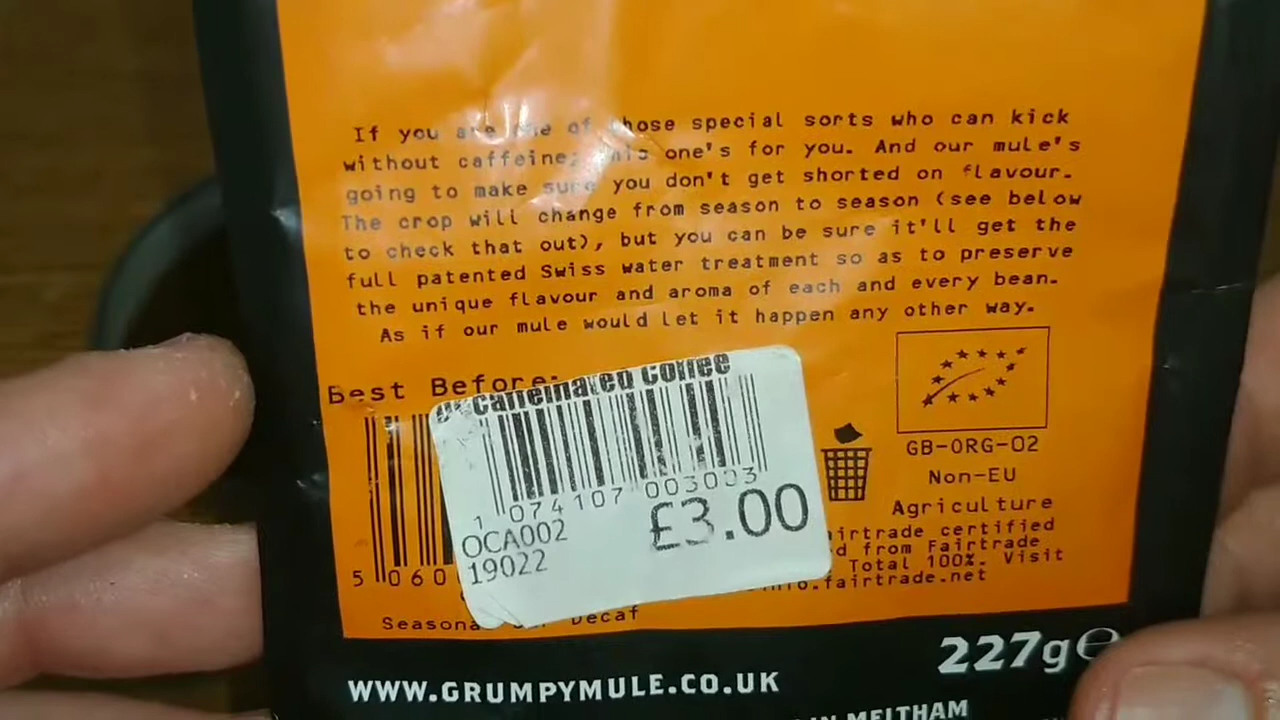 If you are one of those special sorts who can kick
without caffeine, this one's for you. And our mule's
going to make sure you don't get shorted on flavour.
The crop will change from season to season (see below
to check that out), but you can be sure it'll get the
full patented Swiss water treatment so as to preserve
the unique flavour and aroma of each and every bean.
As if our mule would let it happen any other way.
Best Before:
decaffeinated Coffee
1 074107 003003
£3.00
OCA002
19022
5 060
GB-ORG-02
Non-EU
Agriculture
certified
from Fairtrade
Total 100%. Visit
info.fairtrade.net
Decaf
227g℮
WWW.GRUMPYMULE.CO.UK
IN MELTHAM